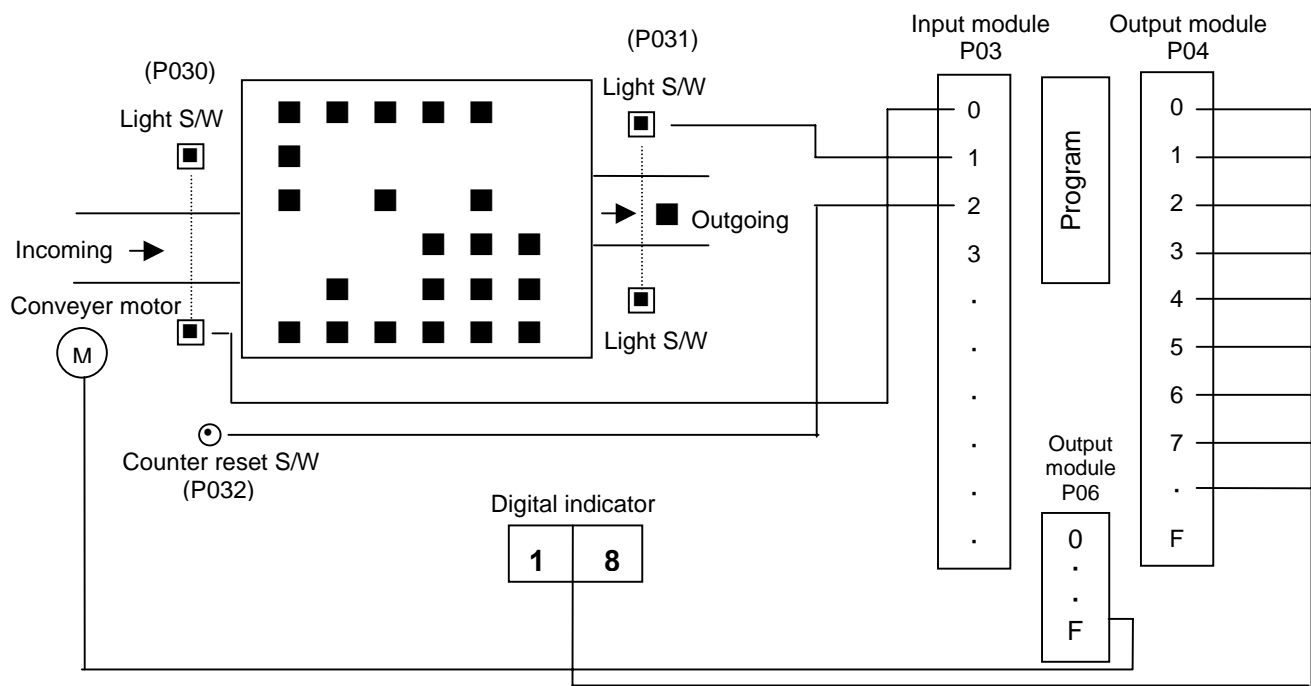 (P030)
Light S/W
(P031)
Light S/W
Incoming
Outgoing
Conveyer motor
M
Light S/W
Counter reset S/W
(P032)
Digital indicator
1 8
Input module
P03
0
1
2
3
.
.
.
.
.
.
Program
Output module
P04
0
1
2
3
4
5
6
7
.
F
Output
module
P06
0
.
.
F